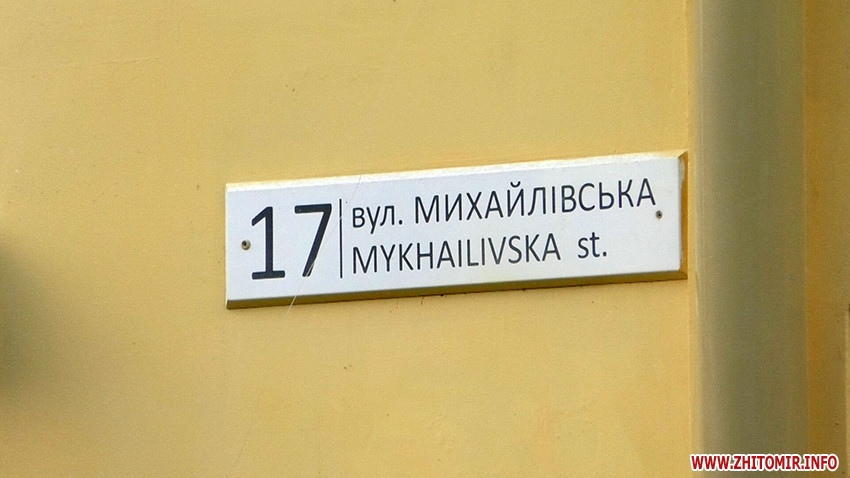 17
вул. МИХАЙЛІВСЬКА
MYKHAILIVSKA st.
WWW.ZHITOMIR.INFO